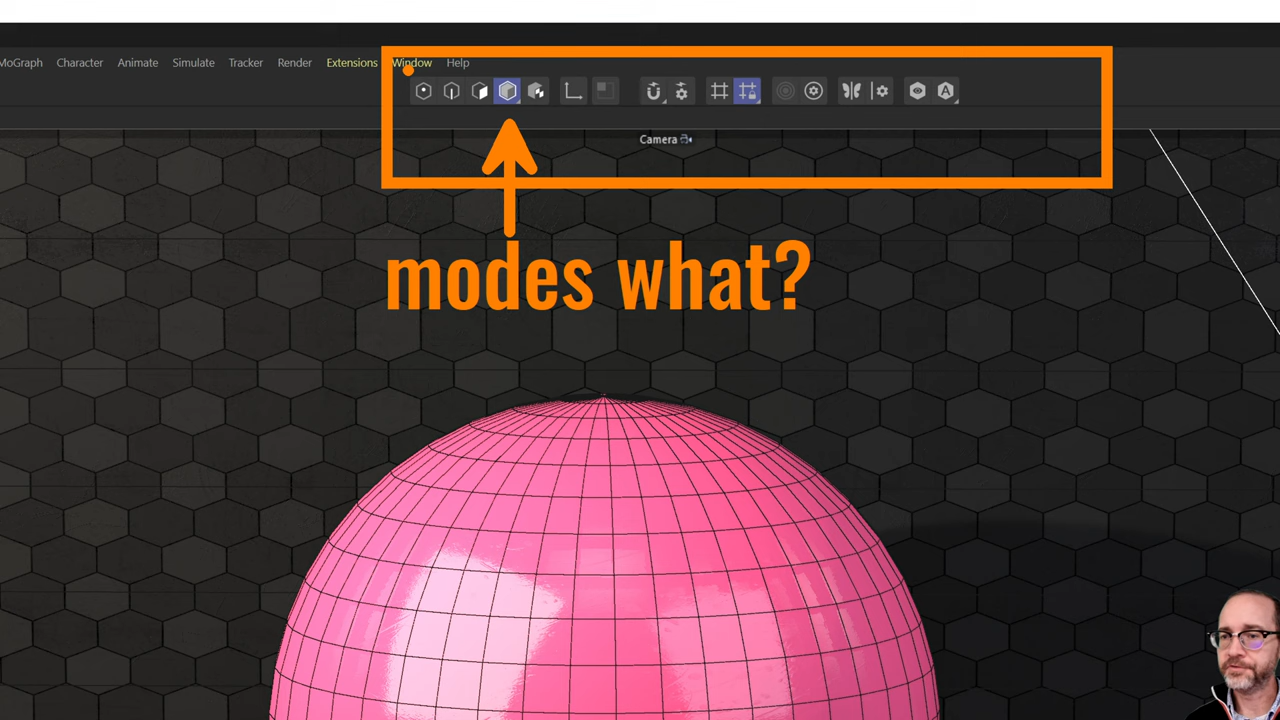 MoGraph Character Animate Simulate Tracker Render Extensions Window Help
A
Camera
modes what?